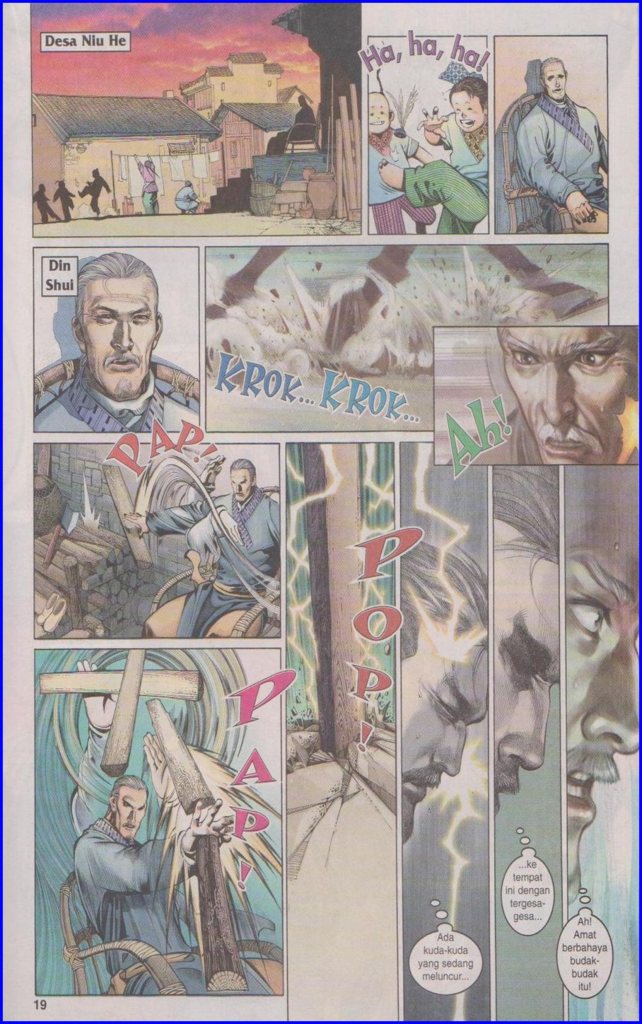 Desa Niu He
Ha, ha, ha!
Din
Shui
KROK... KROK...
Ah!
PAP!
POP!
PAP!
Ada
kuda-kuda
yang sedang
meluncur...
...ke
tempat
ini dengan
tergesa-
gesa...
Ah!
Amat
berbahaya
budak-
budak
itu!
19